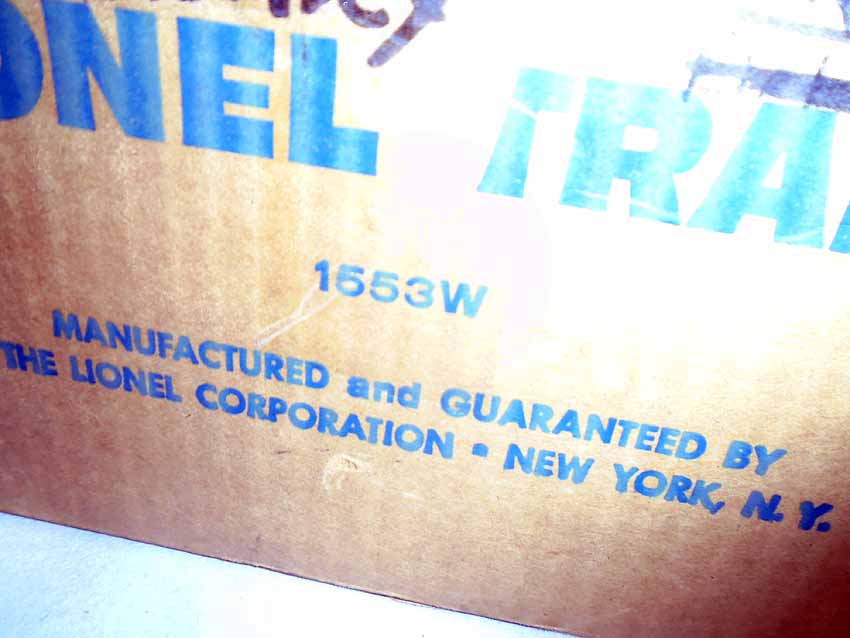 ONEL TRA
1553W
MANUFACTURED and GUARANTEED BY
THE LIONEL CORPORATION • NEW YORK, N. Y.